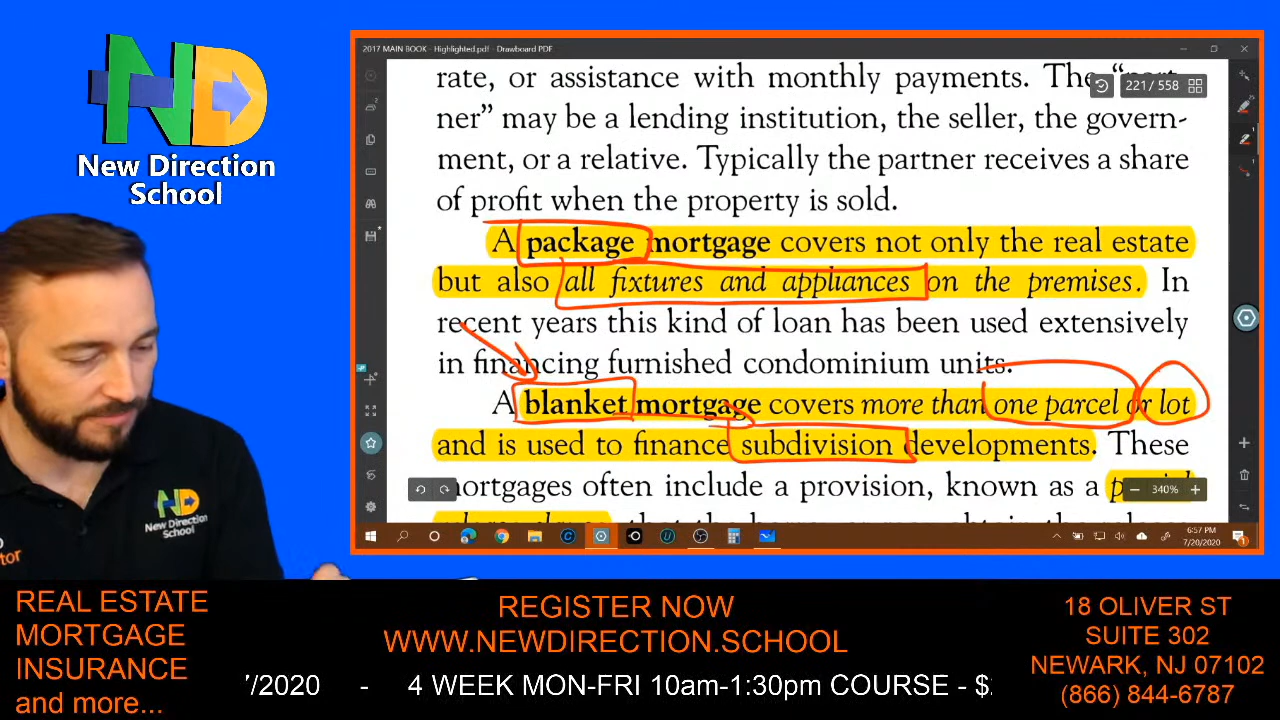 ND
New Direction
School
2017 MAIN BOOK - Highlighted.pdf - Drawboard PDF
221 / 558
rate, or assistance with monthly payments. The
ner” may be a lending institution, the seller, the govern-
ment, or a relative. Typically the partner receives a share
of profit when the property is sold.
A package mortgage covers not only the real estate
but also all fixtures and appliances on the premises. In
recent years this kind of loan has been used extensively
in financing furnished condominium units.
A blanket mortgage covers more than one parcel or lot
and is used to finance subdivision developments. These
mortgages often include a provision, known as a
340%
6:57 PM
7/20/2020
New Direction
School
REAL ESTATE
MORTGAGE
INSURANCE
and more...
REGISTER NOW
WWW.NEWDIRECTION.SCHOOL
7/2020 - 4 WEEK MON-FRI 10am-1:30pm COURSE - $
18 OLIVER ST
SUITE 302
NEWARK, NJ 07102
(866) 844-6787